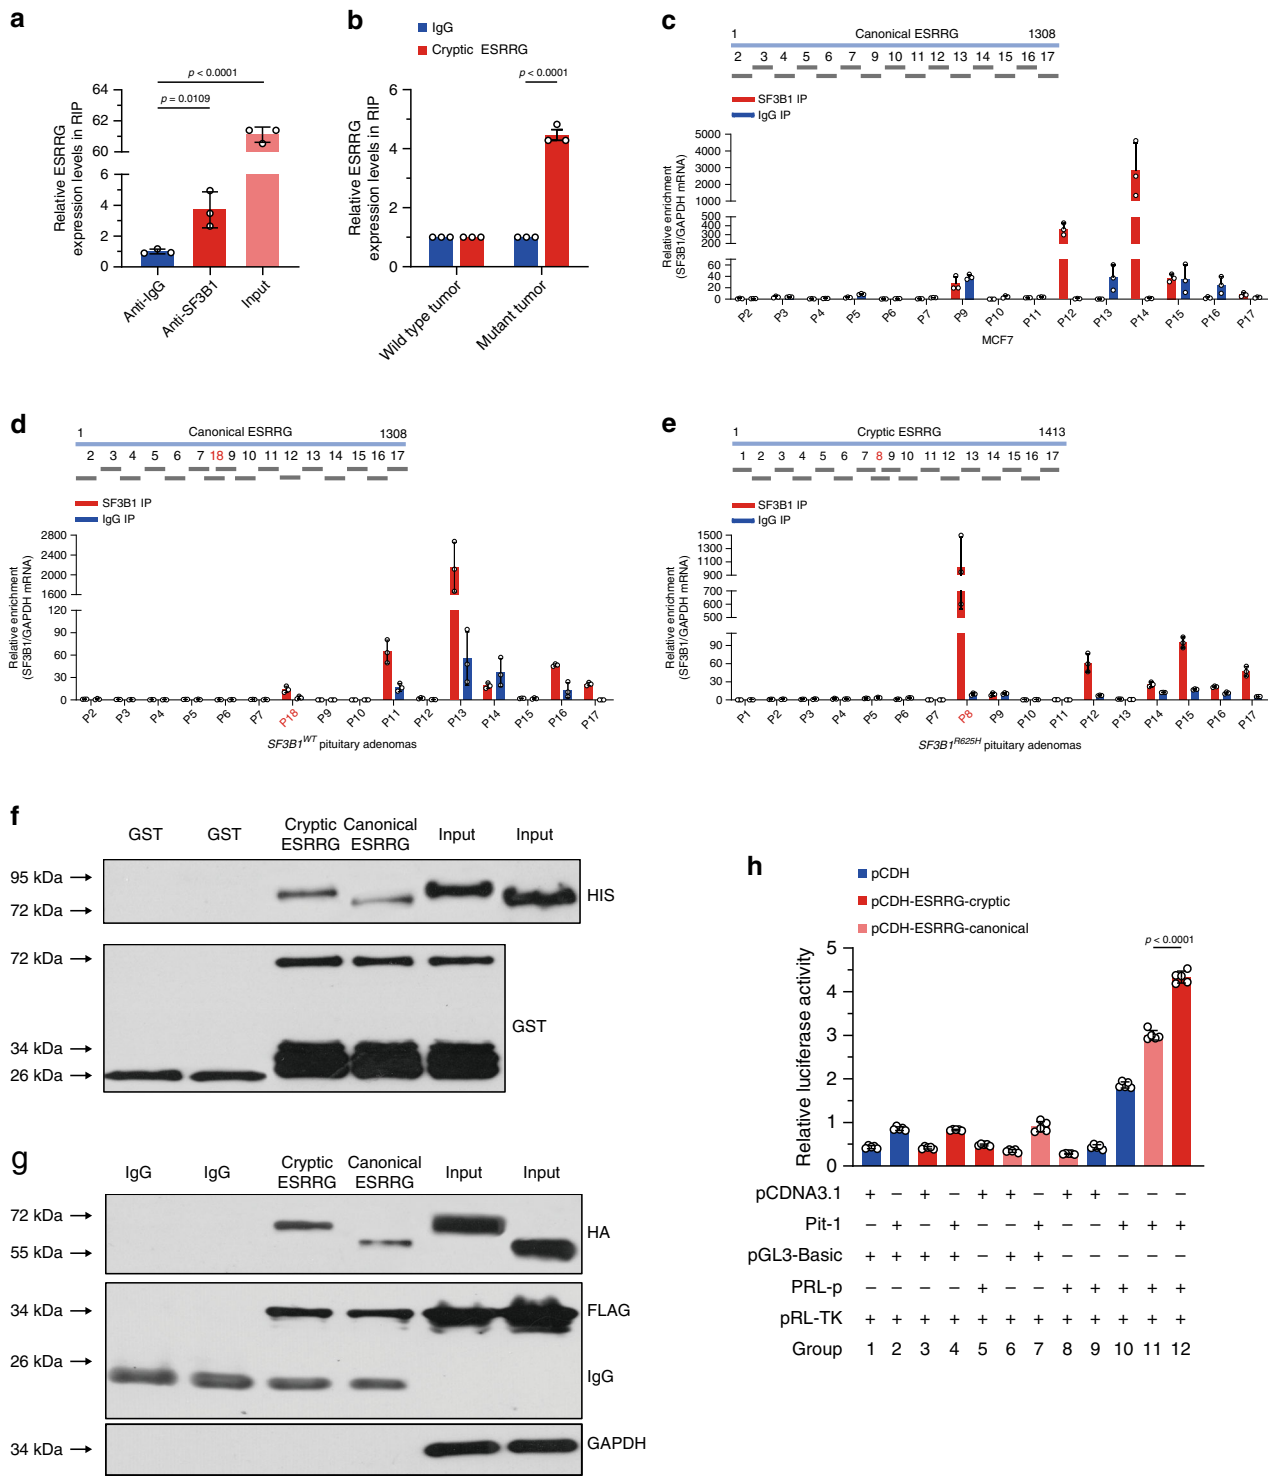 a
p < 0.0001
p = 0.0109
64
62
60
6
4
2
0
Relative ESRRG
expression levels in RIP
Anti-IgG
Anti-SF3B1
Input
b
IgG
Cryptic ESRRG
p < 0.0001
6
4
2
0
Relative ESRRG
expression levels in RIP
Wild type tumor
Mutant tumor
c
1 Canonical ESRRG 1308
2 3 4 5 6 7 9 10 11 12 13 14 15 16 17
SF3B1 IP
IgG IP
5000
4000
3000
2000
1000
500
400
300
200
60
40
20
0
Relative enrichment
(SF3B1/GAPDH mRNA)
P2 P3 P4 P5 P6 P7 P9 P10 P11 P12 P13 P14 P15 P16 P17
MCF7
d
1 Canonical ESRRG 1308
2 3 4 5 6 7 18 9 10 11 12 13 14 15 16 17
SF3B1 IP
IgG IP
2800
2400
2000
1600
120
90
60
30
0
Relative enrichment
(SF3B1/GAPDH mRNA)
P2 P3 P4 P5 P6 P7 P18 P9 P10 P11 P12 P13 P14 P15 P16 P17
SF3B1WT pituitary adenomas
e
1 Cryptic ESRRG 1413
1 2 3 4 5 6 7 8 9 10 11 12 13 14 15 16 17
SF3B1 IP
IgG IP
1500
1300
1100
900
700
600
500
90
60
30
0
Relative enrichment
(SF3B1/GAPDH mRNA)
P1 P2 P3 P4 P5 P6 P7 P8 P9 P10 P11 P12 P13 P14 P15 P16 P17
SF3B1R625H pituitary adenomas
f
GST GST Cryptic ESRRG Canonical ESRRG Input Input
95 kDa
72 kDa
HIS
72 kDa
34 kDa
26 kDa
GST
g
IgG IgG Cryptic ESRRG Canonical ESRRG Input Input
72 kDa
55 kDa
HA
34 kDa
FLAG
26 kDa
IgG
34 kDa
GAPDH
h
pCDH
pCDH-ESRRG-cryptic
pCDH-ESRRG-canonical
p < 0.0001
5
4
3
2
1
0
Relative luciferase activity
pCDNA3.1 + − + − + + − + + − − −
Pit-1 − + − + − − + − − + + +
pGL3-Basic + + + + − + + − − − − −
PRL-p − − − − + − − + + + + +
pRL-TK + + + + + + + + + + + +
Group 1 2 3 4 5 6 7 8 9 10 11 12